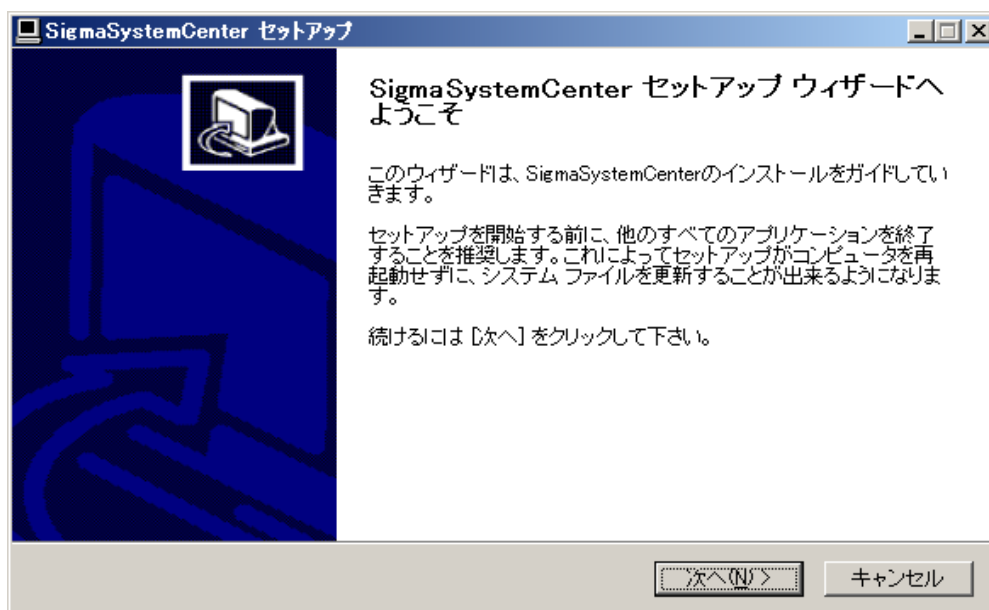 SigmaSystemCenter セットアップ
SigmaSystemCenter セットアップ ウィザードへ
ようこそ
このウィザードは、SigmaSystemCenterのインストールをガイドしてい
きます。
セットアップを開始する前に、他のすべてのアプリケーションを終了
することを推奨します。これによってセットアップがコンピュータを再
起動せずに、システム ファイルを更新することが出来るようになりま
す。
続けるには [次へ] をクリックして下さい。
次へ(N) >
キャンセル